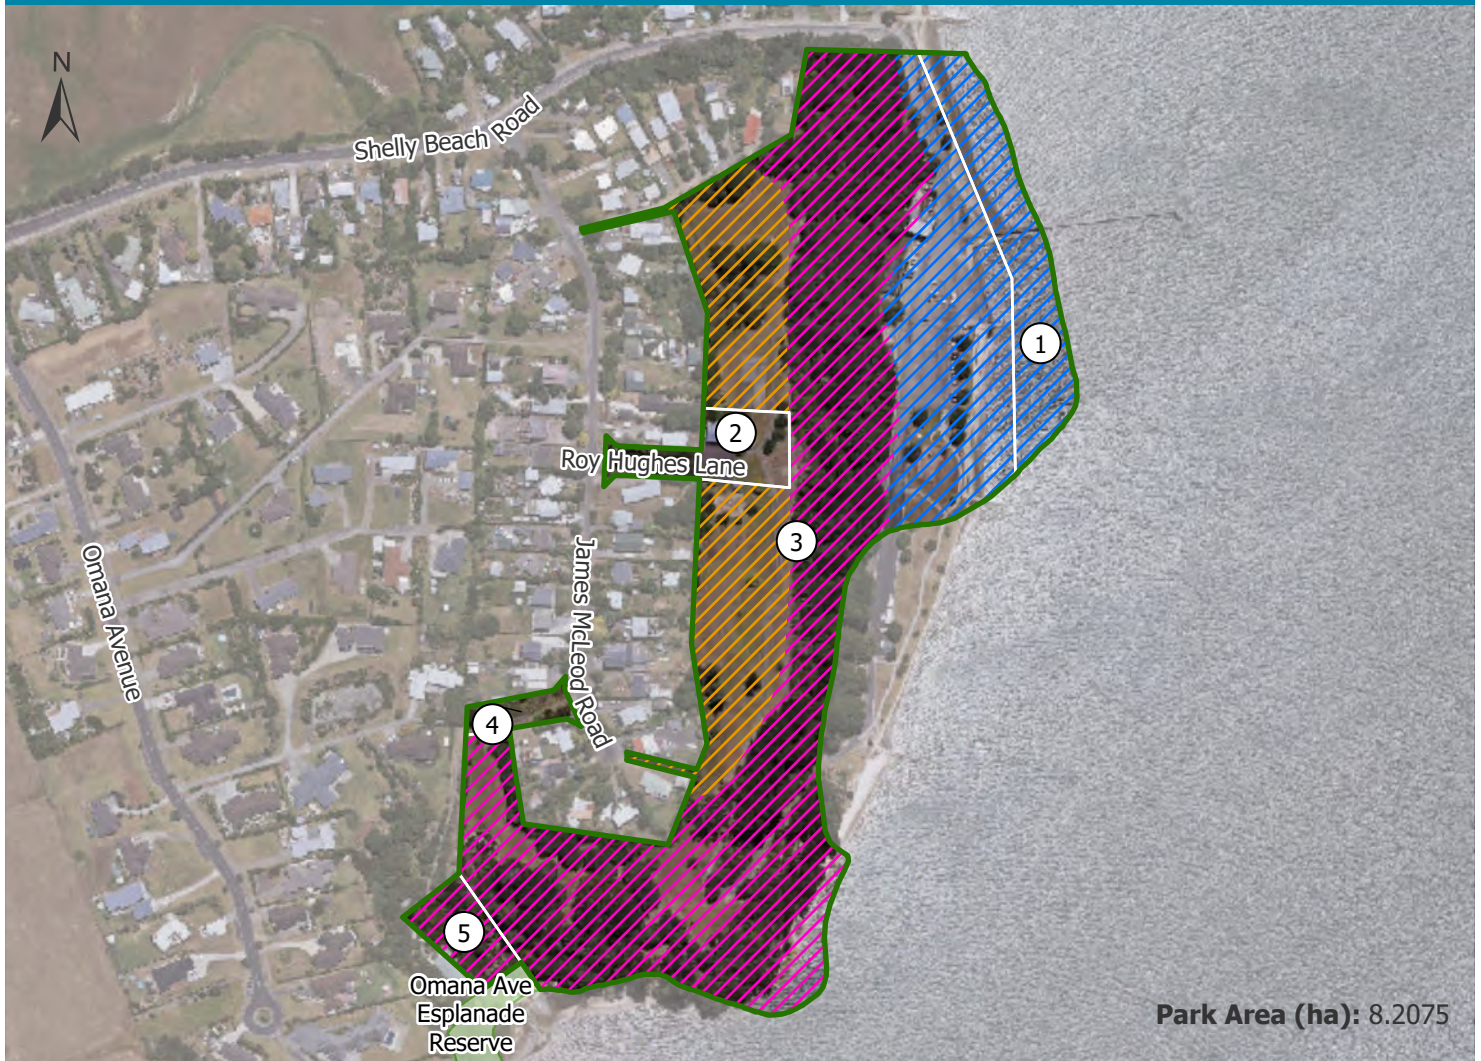 N
Shelly Beach Road
1
2
Roy Hughes Lane
3
James McLeod Road
Omana Avenue
4
5
Omana Ave
Esplanade
Reserve
Park Area (ha): 8.2075